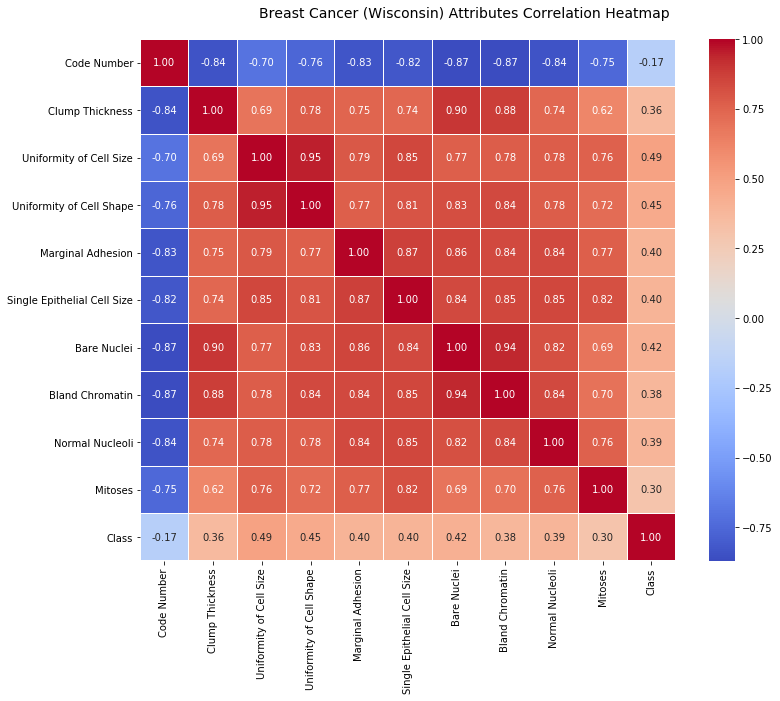 Breast Cancer (Wisconsin) Attributes Correlation Heatmap
Code Number 1.00 -0.84 -0.70 -0.76 -0.83 -0.82 -0.87 -0.87 -0.84 -0.75 -0.17
Clump Thickness -0.84 1.00 0.69 0.78 0.75 0.74 0.90 0.88 0.74 0.62 0.36
Uniformity of Cell Size -0.70 0.69 1.00 0.95 0.79 0.85 0.77 0.78 0.78 0.76 0.49
Uniformity of Cell Shape -0.76 0.78 0.95 1.00 0.77 0.81 0.83 0.84 0.78 0.72 0.45
Marginal Adhesion -0.83 0.75 0.79 0.77 1.00 0.87 0.86 0.84 0.84 0.77 0.40
Single Epithelial Cell Size -0.82 0.74 0.85 0.81 0.87 1.00 0.84 0.85 0.85 0.82 0.40
Bare Nuclei -0.87 0.90 0.77 0.83 0.86 0.84 1.00 0.94 0.82 0.69 0.42
Bland Chromatin -0.87 0.88 0.78 0.84 0.84 0.85 0.94 1.00 0.84 0.70 0.38
Normal Nucleoli -0.84 0.74 0.78 0.78 0.84 0.85 0.82 0.84 1.00 0.76 0.39
Mitoses -0.75 0.62 0.76 0.72 0.77 0.82 0.69 0.70 0.76 1.00 0.30
Class -0.17 0.36 0.49 0.45 0.40 0.40 0.42 0.38 0.39 0.30 1.00
Code Number
Clump Thickness
Uniformity of Cell Size
Uniformity of Cell Shape
Marginal Adhesion
Single Epithelial Cell Size
Bare Nuclei
Bland Chromatin
Normal Nucleoli
Mitoses
Class
1.00
0.75
0.50
0.25
0.00
−0.25
−0.50
−0.75